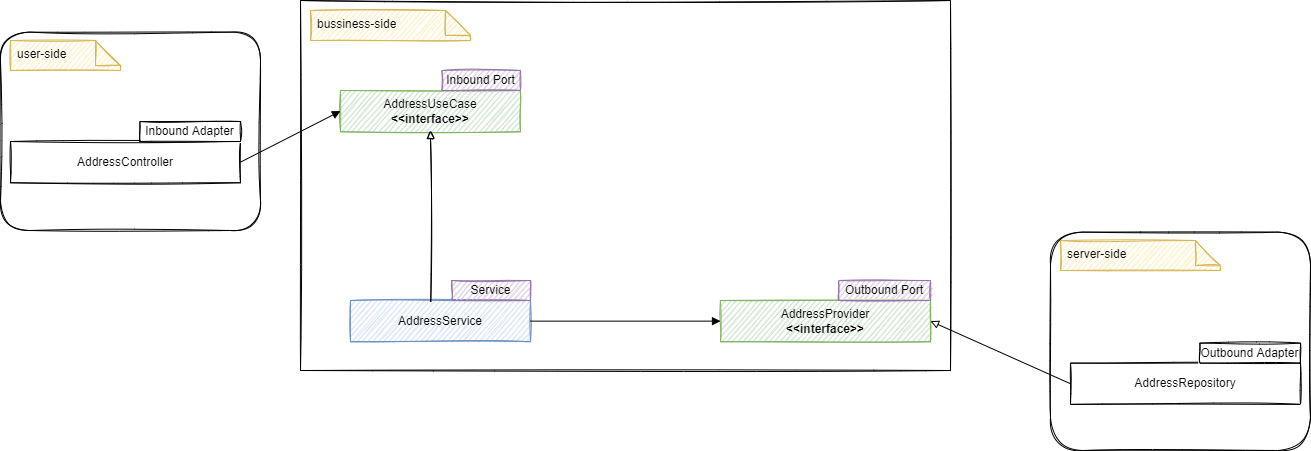 user-side
Inbound Adapter
AddressController
bussiness-side
Inbound Port
AddressUseCase
<<interface>>
Service
AddressService
Outbound Port
AddressProvider
<<interface>>
server-side
Outbound Adapter
AddressRepository